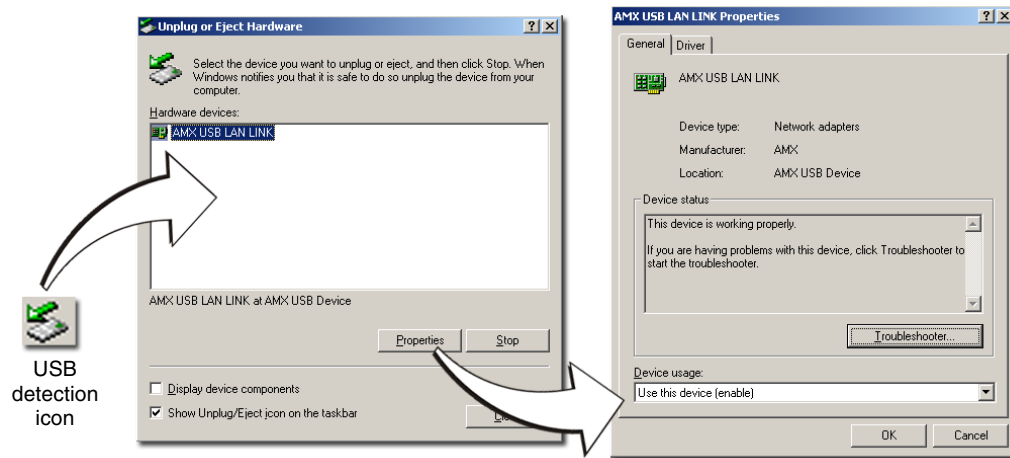 Unplug or Eject Hardware
Select the device you want to unplug or eject, and then click Stop. When
Windows notifies you that it is safe to do so unplug the device from your
computer.
Hardware devices:
AMX USB LAN LINK
AMX USB LAN LINK at AMX USB Device
Properties
Stop
Display device components
Show Unplug/Eject icon on the taskbar
USB
detection
icon
AMX USB LAN LINK Properties
General
Driver
AMX USB LAN LINK
Device type: Network adapters
Manufacturer: AMX
Location: AMX USB Device
Device status
This device is working properly.
If you are having problems with this device, click Troubleshooter to
start the troubleshooter.
Troubleshooter...
Device usage:
Use this device (enable)
OK
Cancel